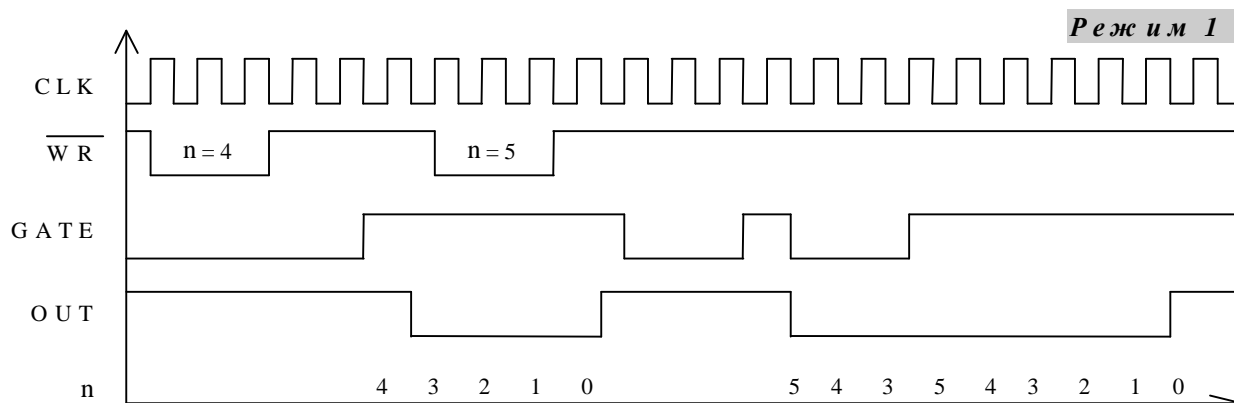 Режим 1
CLK
WR
n = 4
n = 5
GATE
OUT
n 4 3 2 1 0 5 4 3 5 4 3 2 1 0